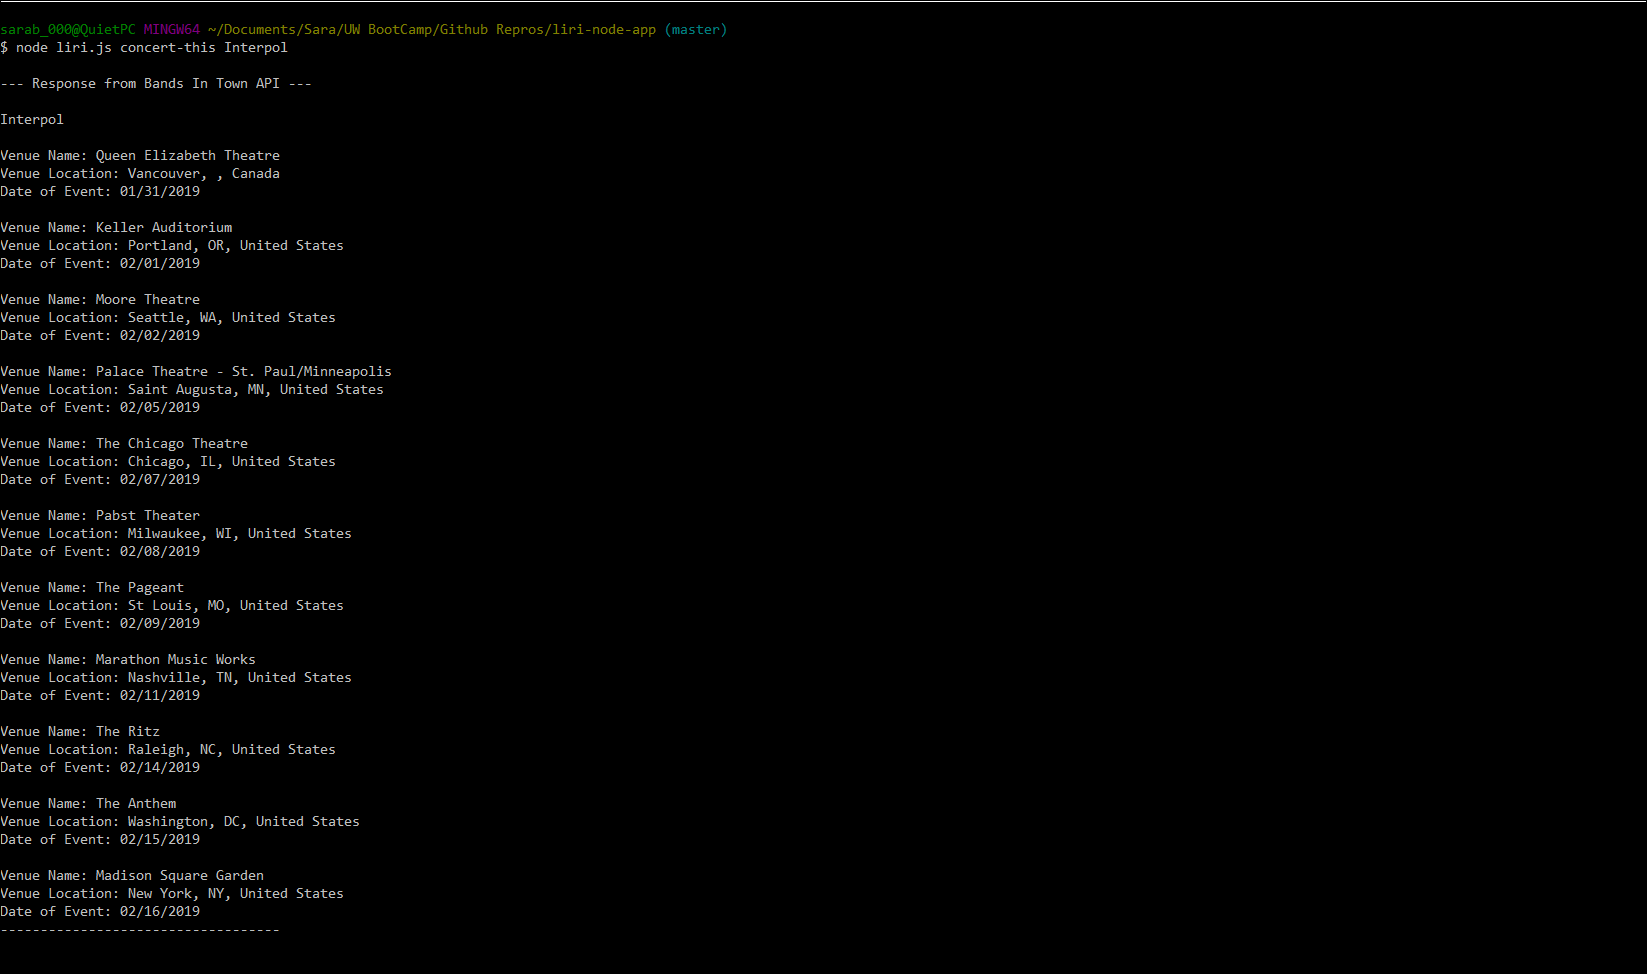 sarab_000@QuietPC MINGW64 ~/Documents/Sara/UW BootCamp/Github Repros/liri-node-app (master)
$ node liri.js concert-this Interpol
--- Response from Bands In Town API ---
Interpol
Venue Name: Queen Elizabeth Theatre
Venue Location: Vancouver, , Canada
Date of Event: 01/31/2019
Venue Name: Keller Auditorium
Venue Location: Portland, OR, United States
Date of Event: 02/01/2019
Venue Name: Moore Theatre
Venue Location: Seattle, WA, United States
Date of Event: 02/02/2019
Venue Name: Palace Theatre - St. Paul/Minneapolis
Venue Location: Saint Augusta, MN, United States
Date of Event: 02/05/2019
Venue Name: The Chicago Theatre
Venue Location: Chicago, IL, United States
Date of Event: 02/07/2019
Venue Name: Pabst Theater
Venue Location: Milwaukee, WI, United States
Date of Event: 02/08/2019
Venue Name: The Pageant
Venue Location: St Louis, MO, United States
Date of Event: 02/09/2019
Venue Name: Marathon Music Works
Venue Location: Nashville, TN, United States
Date of Event: 02/11/2019
Venue Name: The Ritz
Venue Location: Raleigh, NC, United States
Date of Event: 02/14/2019
Venue Name: The Anthem
Venue Location: Washington, DC, United States
Date of Event: 02/15/2019
Venue Name: Madison Square Garden
Venue Location: New York, NY, United States
Date of Event: 02/16/2019
-----------------------------------